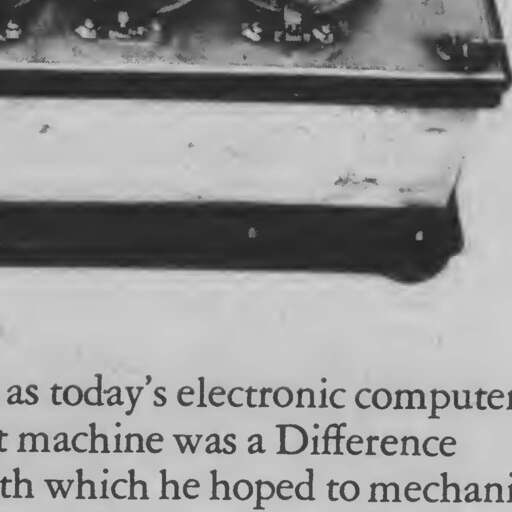 as today's electronic computer
t machine was a Difference
th which he hoped to mechani